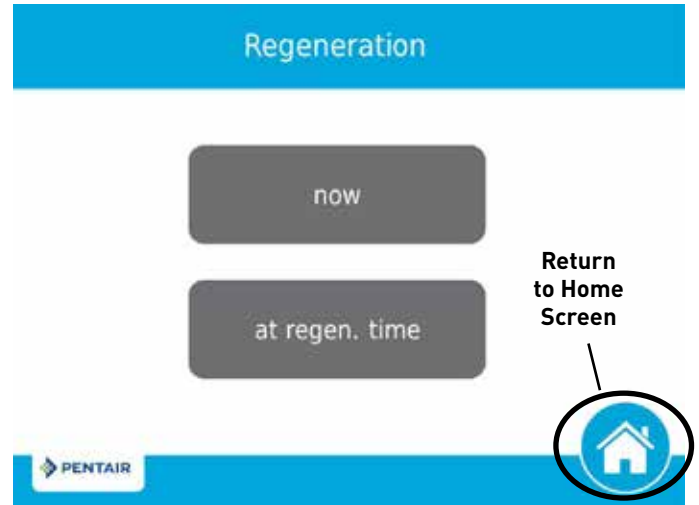 Regeneration
now
at regen. time
Return
to Home
Screen
PENTAIR